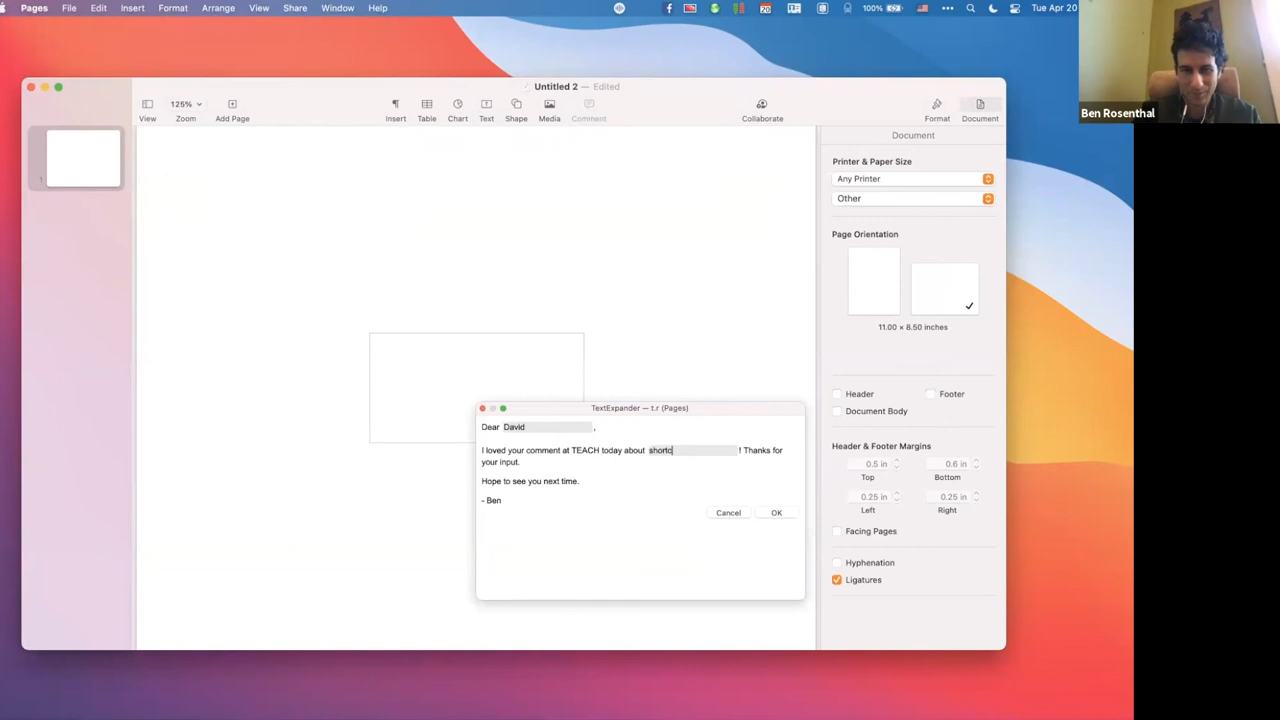 Pages File Edit Insert Format Arrange View Share Window Help 100% Tue Apr 20
Untitled 2 — Edited
125%
View Zoom Add Page Insert Table Chart Text Shape Media Comment Collaborate Format Document
Ben Rosenthal
Document
Printer & Paper Size
Any Printer
Other
Page Orientation
11.00 × 8.50 inches
Header Footer
Document Body
Header & Footer Margins
0.5 in 0.6 in
Top Bottom
0.25 in 0.25 in
Left Right
Facing Pages
Hyphenation
Ligatures
1
TextExpander — t.r (Pages)
Dear David ,
I loved your comment at TEACH today about shortc ! Thanks for
your input.
Hope to see you next time.
- Ben
Cancel OK